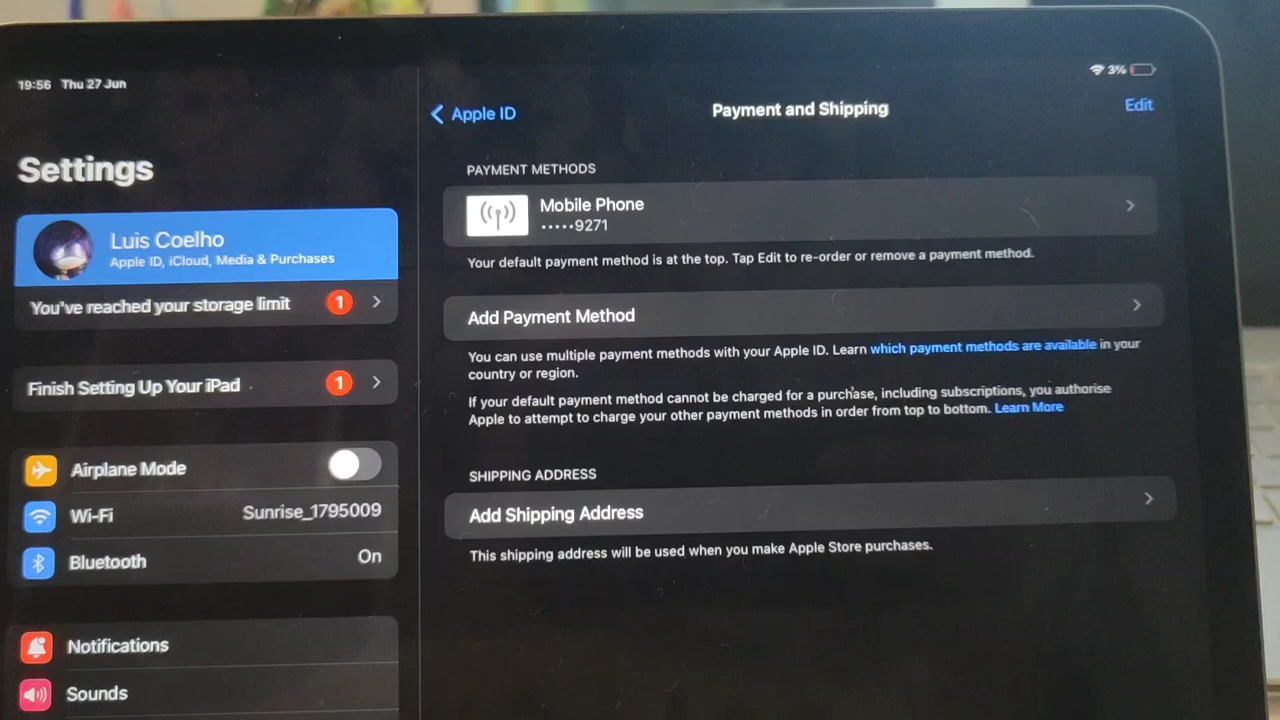 19:56 Thu 27 Jun
3%
Settings
Luis Coelho
Apple ID, iCloud, Media & Purchases
You've reached your storage limit 1
Finish Setting Up Your iPad 1
Airplane Mode
Wi-Fi Sunrise_1795009
Bluetooth On
Notifications
Sounds
Apple ID
Payment and Shipping
Edit
PAYMENT METHODS
Mobile Phone
•••••9271
Your default payment method is at the top. Tap Edit to re-order or remove a payment method.
Add Payment Method
You can use multiple payment methods with your Apple ID. Learn which payment methods are available in your
country or region.
If your default payment method cannot be charged for a purchase, including subscriptions, you authorise
Apple to attempt to charge your other payment methods in order from top to bottom. Learn More
SHIPPING ADDRESS
Add Shipping Address
This shipping address will be used when you make Apple Store purchases.